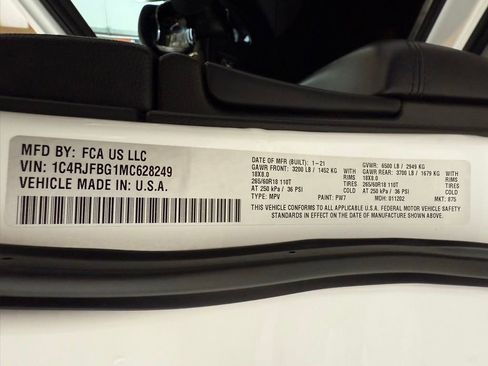 MFD BY: FCA US LLC
VIN: 1C4RJFBG1MC628249
VEHICLE MADE IN: U.S.A.
DATE OF MFR (BUILT): 1-21 GVWR: 6500 LB / 2949 KG
GAWR FRONT: 3200 LB / 1452 KG WITH GAWR REAR: 3700 LB / 1679 KG WITH
18X8.0 RIMS 18X8.0 RIMS
265/60R18 110T TIRES 265/60R18 110T TIRES
AT 250 kPa / 36 PSI AT 250 kPa / 36 PSI
TYPE: MPV PAINT: PW7 MDH: 011202 MKT: 875
THIS VEHICLE CONFORMS TO ALL APPLICABLE U.S.A. FEDERAL MOTOR VEHICLE SAFETY
STANDARDS IN EFFECT ON THE DATE OF MANUFACTURE SHOWN ABOVE.